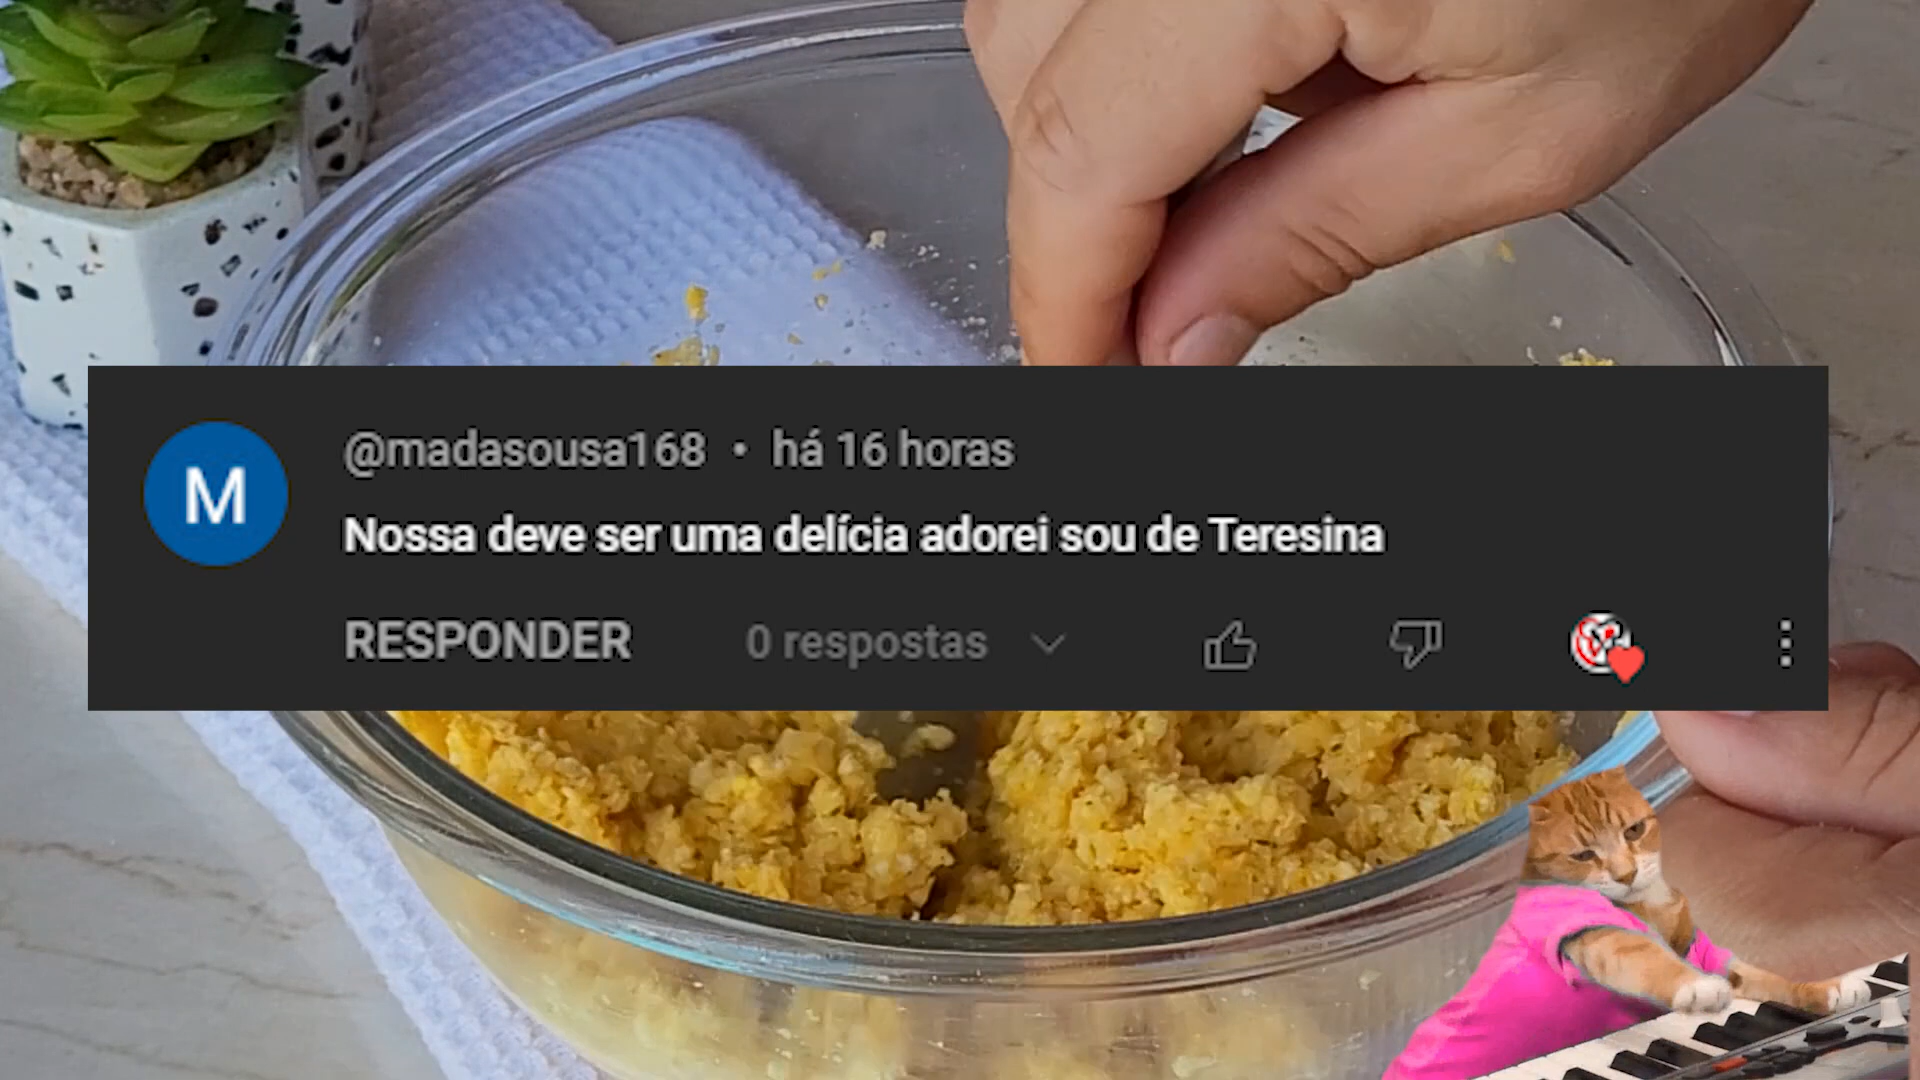 M
@madasousa168 • há 16 horas
Nossa deve ser uma delícia adorei sou de Teresina
RESPONDER 0 respostas